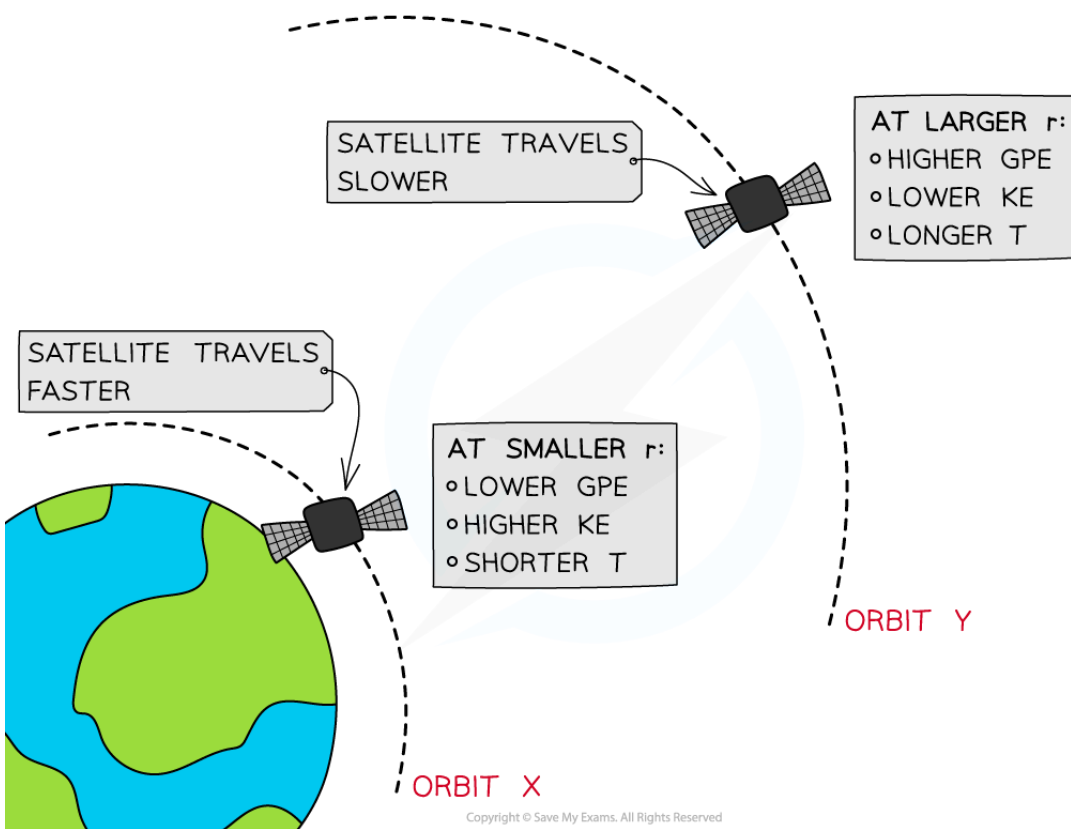 SATELLITE TRAVELS
SLOWER
AT LARGER r:
HIGHER GPE
LOWER KE
LONGER T
SATELLITE TRAVELS
FASTER
AT SMALLER r:
LOWER GPE
HIGHER KE
SHORTER T
ORBIT Y
ORBIT X
Copyright © Save My Exams. All Rights Reserved